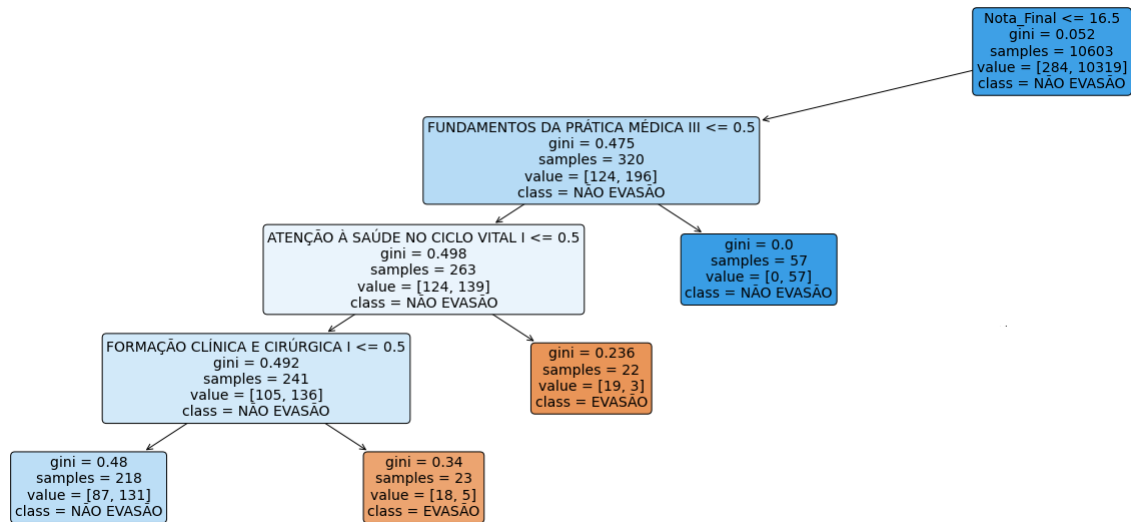 Nota_Final <= 16.5
gini = 0.052
samples = 10603
value = [284, 10319]
class = NÃO EVASÃO
FUNDAMENTOS DA PRÁTICA MÉDICA III <= 0.5
gini = 0.475
samples = 320
value = [124, 196]
class = NÃO EVASÃO
ATENÇÃO À SAÚDE NO CICLO VITAL I <= 0.5
gini = 0.498
samples = 263
value = [124, 139]
class = NÃO EVASÃO
gini = 0.0
samples = 57
value = [0, 57]
class = NÃO EVASÃO
FORMAÇÃO CLÍNICA E CIRÚRGICA I <= 0.5
gini = 0.492
samples = 241
value = [105, 136]
class = NÃO EVASÃO
gini = 0.236
samples = 22
value = [19, 3]
class = EVASÃO
gini = 0.48
samples = 218
value = [87, 131]
class = NÃO EVASÃO
gini = 0.34
samples = 23
value = [18, 5]
class = EVASÃO